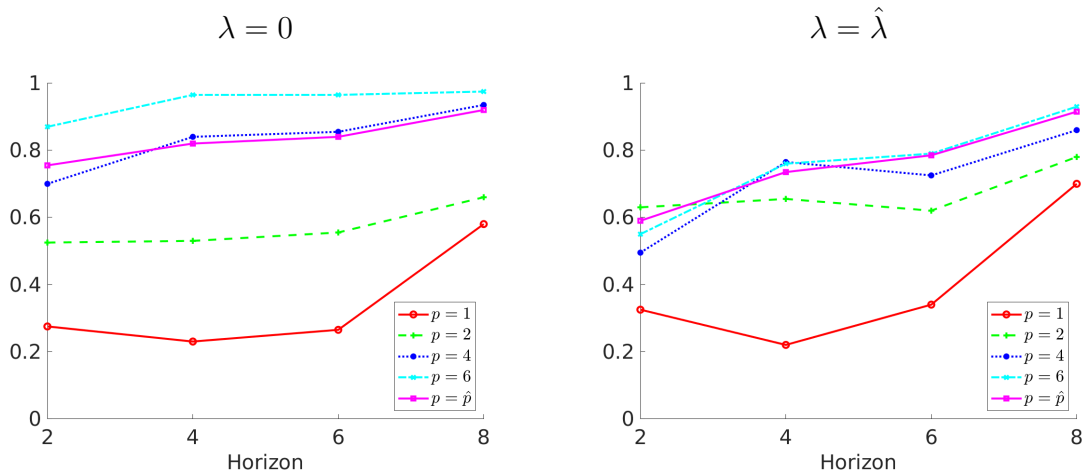 λ = 0
1
0.8
0.6
0.4
0.2
0
2 4 6 8
Horizon
p = 1
p = 2
p = 4
p = 6
p = p̂
λ = λ̂
1
0.8
0.6
0.4
0.2
0
2 4 6 8
Horizon
p = 1
p = 2
p = 4
p = 6
p = p̂